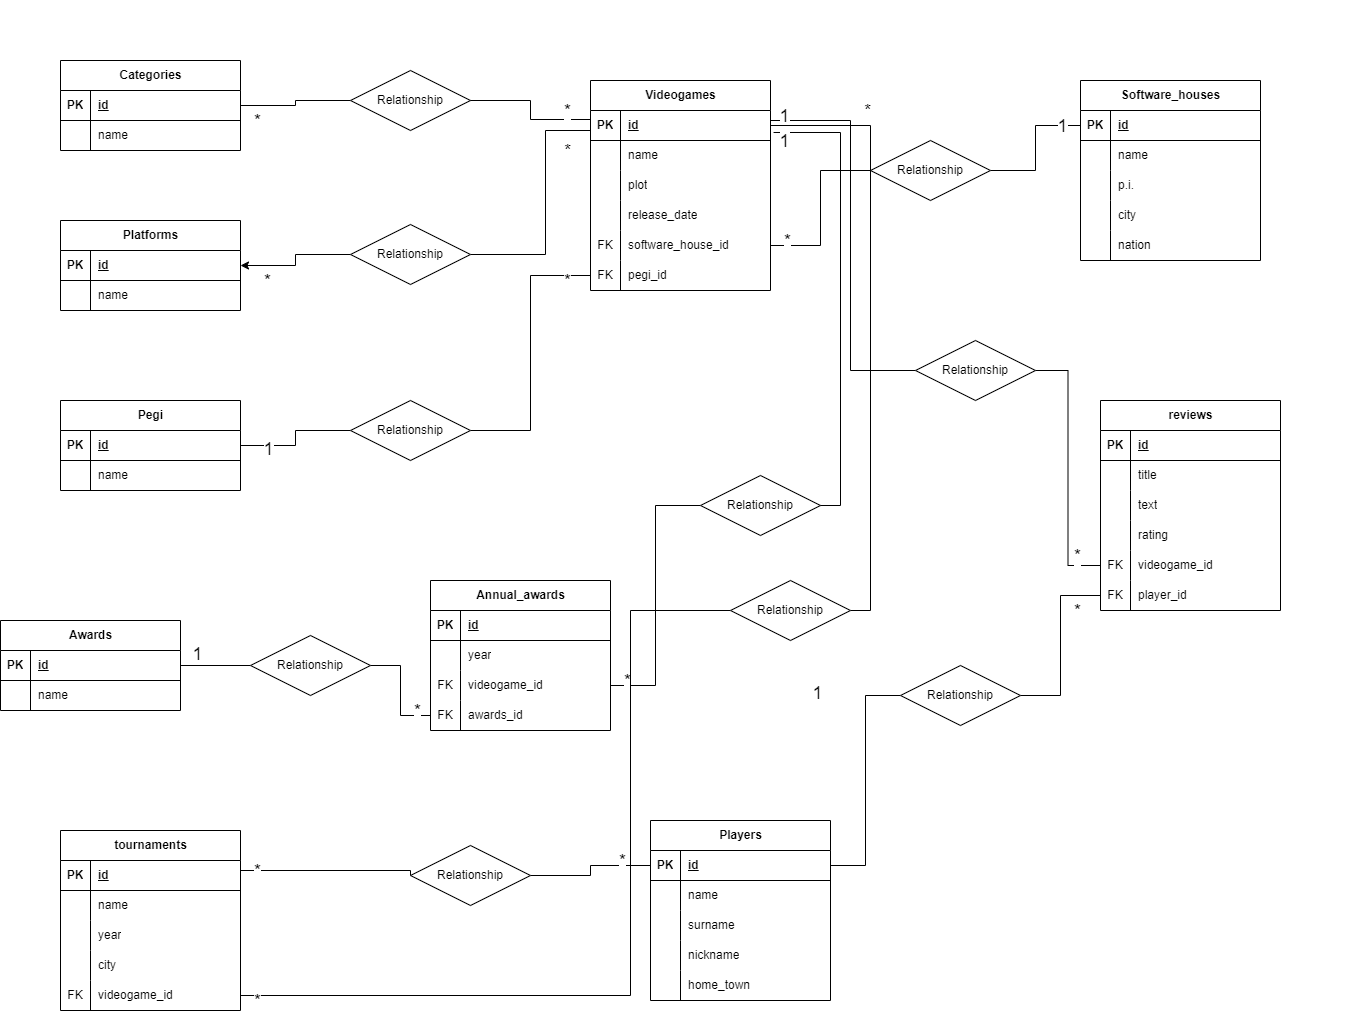 Categories
PK id
name
Relationship
*
*
Videogames
PK id
name
plot
release_date
FK software_house_id
FK pegi_id
1
1
*
*
*
*
Relationship
1
Software_houses
PK id
name
p.i.
city
nation
Platforms
PK id
name
*
Relationship
Pegi
PK id
name
1
Relationship
Relationship
reviews
PK id
title
text
rating
FK videogame_id
FK player_id
*
*
Relationship
Relationship
Awards
PK id
name
1
Relationship
*
Annual_awards
PK id
year
FK videogame_id
FK awards_id
*
1
Relationship
tournaments
PK id
name
year
city
FK videogame_id
*
*
Relationship
*
Players
PK id
name
surname
nickname
home_town